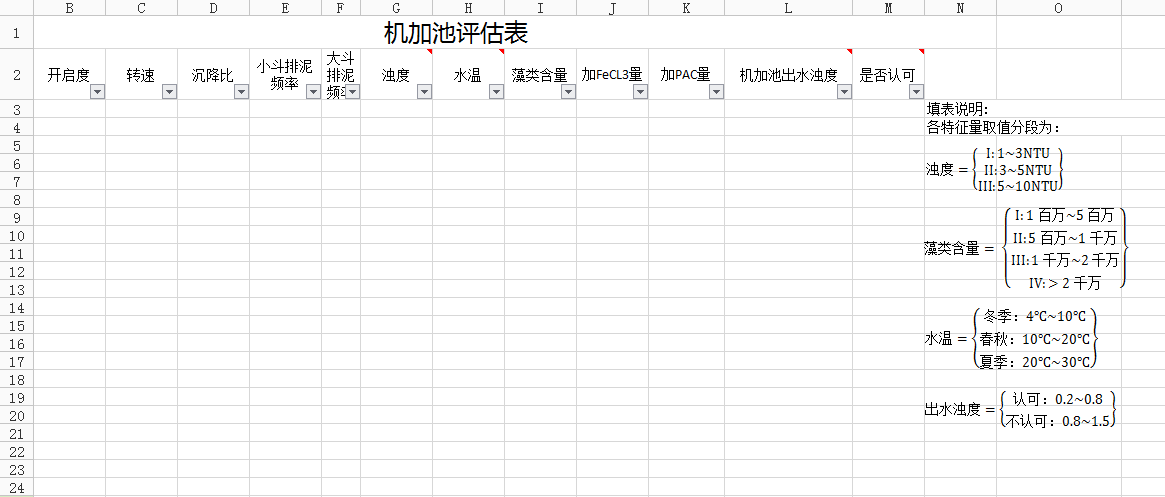 B C D E F G H I J K L M N O
1 机加池评估表
2 开启度 转速 沉降比 小斗排泥频率 大斗排泥频率 浊度 水温 藻类含量 加FeCL3量 加PAC量 机加池出水浊度 是否认可
3 填表说明：
4 各特征量取值分段为：
5
6
7
8
9
10
11
12
13
14
15
16
17
18
19
20
21
22
23
24
I: 1~3NTU
浊度 = II: 3~5NTU
III: 5~10NTU
I: 1 百万~5 百万
II: 5 百万~1 千万
藻类含量 =
III: 1 千万~2 千万
IV: > 2 千万
冬季：4℃~10℃
水温 = 春秋：10℃~20℃
夏季：20℃~30℃
认可：0.2~0.8
出水浊度 =
不认可：0.8~1.5